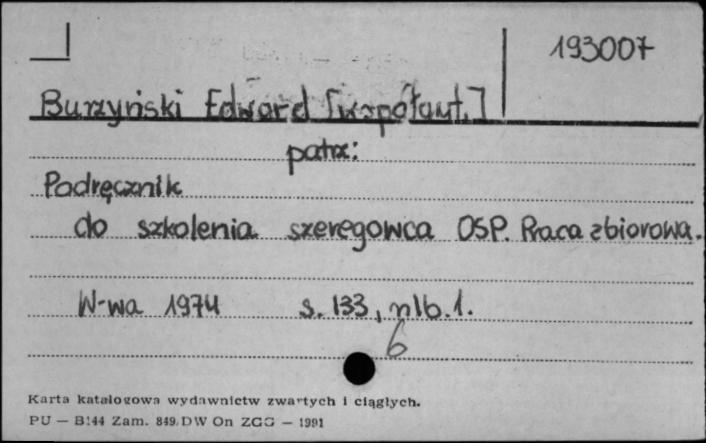 193007
Burzyński Edward [współaut.]
patrz:
Podręcznik
do szkolenia szeregowca OSP. Praca zbiorowa.
W-wa 1974 s. 133, nlb. 1.
6
Karta katalogowa wydawnictw zwartych i ciągłych.
PU — B144 Zam. 849 DW On ZGG — 1991